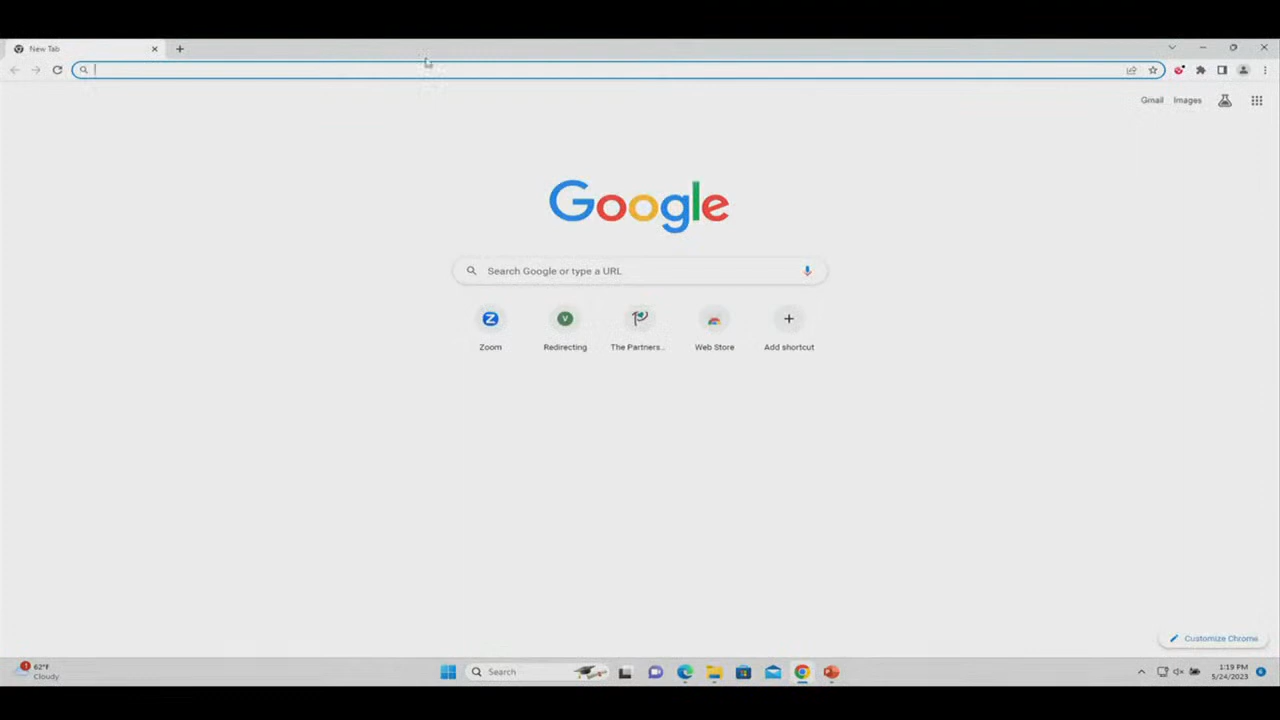 New Tab
Gmail Images
Google
Search Google or type a URL
Z V
Zoom Redirecting The Partners... Web Store Add shortcut
Customize Chrome
62°F
Cloudy
Search
1:19 PM
5/24/2023